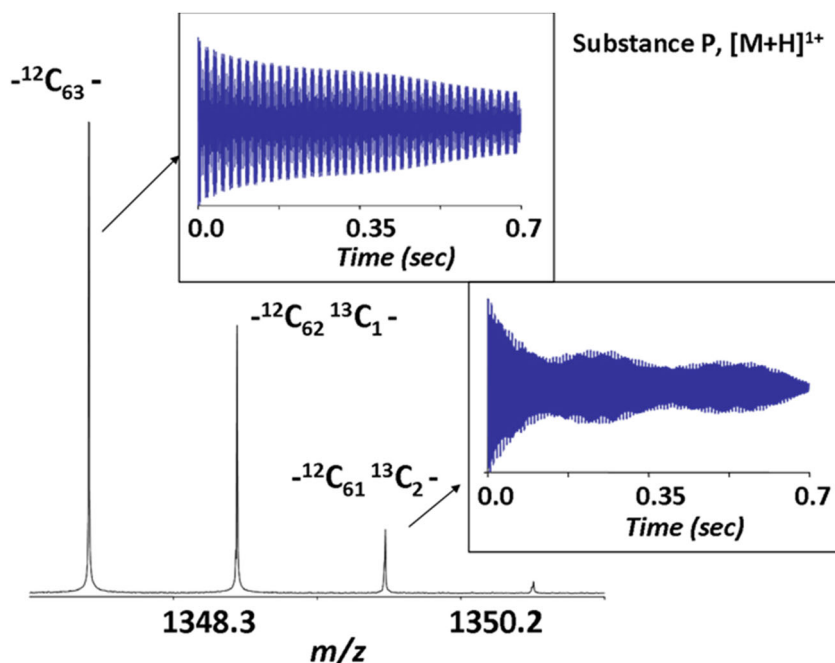 Substance P, [M+H]¹⁺
-¹²C₆₃ -
0.0 0.35 0.7
Time (sec)
-¹²C₆₂ ¹³C₁ -
-¹²C₆₁ ¹³C₂ -
0.0 0.35 0.7
Time (sec)
1348.3 1350.2
m/z